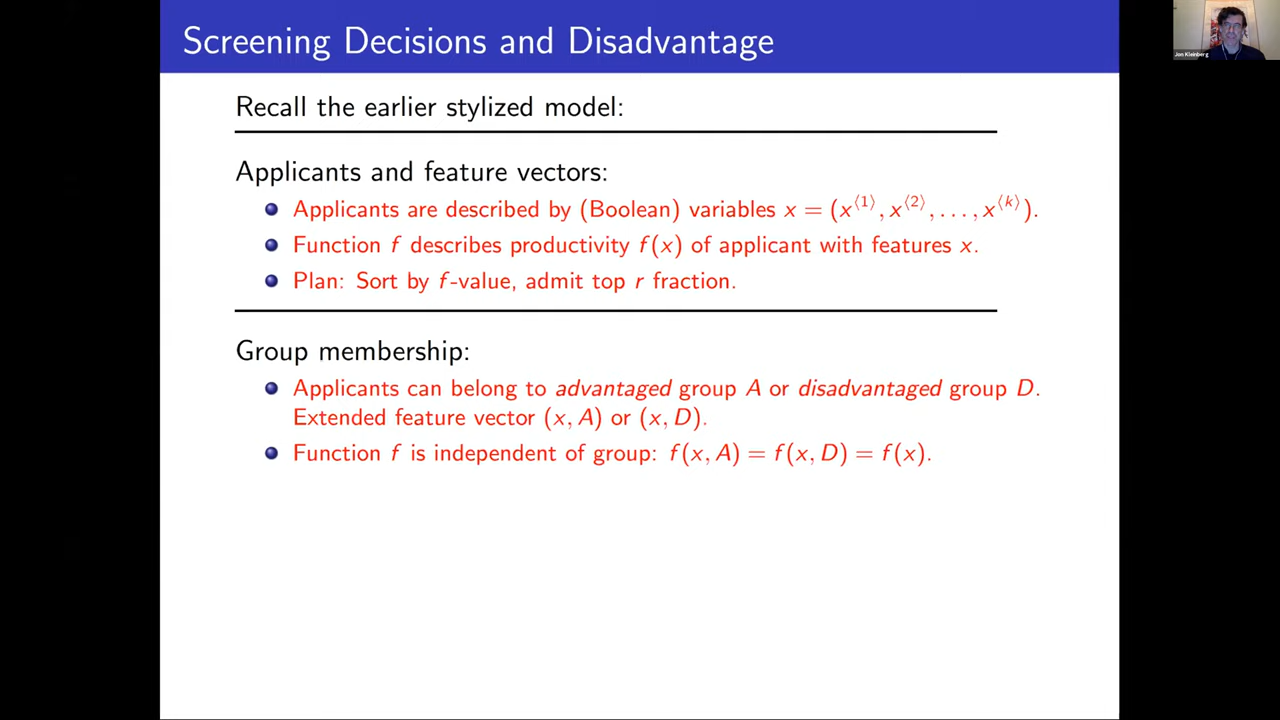 Screening Decisions and Disadvantage
Jon Kleinberg
Recall the earlier stylized model:
Applicants and feature vectors:
Applicants are described by (Boolean) variables x = (x⟨1⟩, x⟨2⟩, . . . , x⟨k⟩).
Function f describes productivity f(x) of applicant with features x.
Plan: Sort by f-value, admit top r fraction.
Group membership:
Applicants can belong to advantaged group A or disadvantaged group D.
Extended feature vector (x, A) or (x, D).
Function f is independent of group: f(x, A) = f(x, D) = f(x).